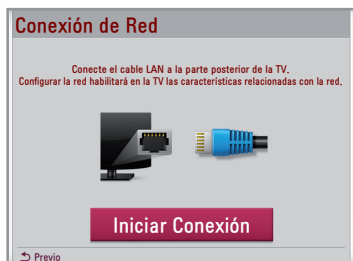 Conexión de Red
Conecte el cable LAN a la parte posterior de la TV.
Configurar la red habilitará en la TV las características relacionadas con la red.
Iniciar Conexión
Previo